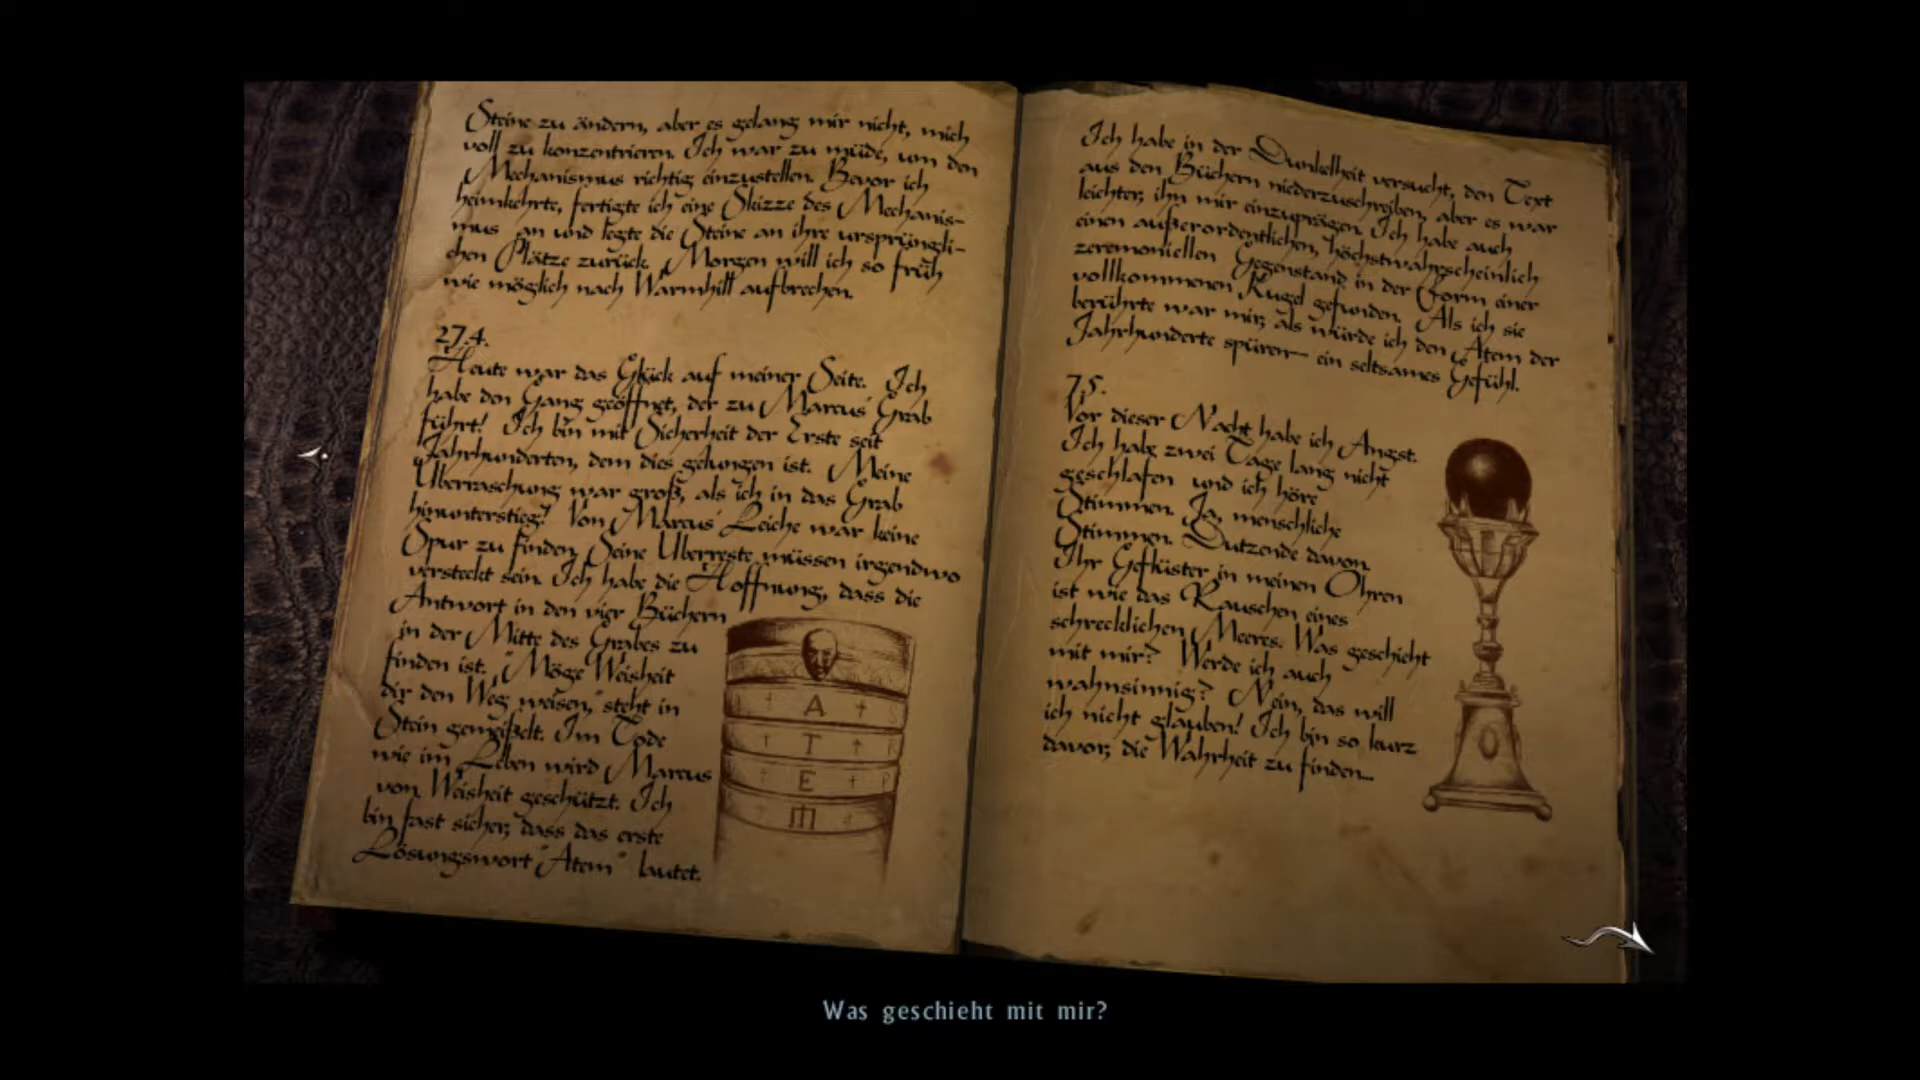 Steine zu ändern, aber es gelang mir nicht, mich
voll zu konzentrieren. Ich war zu müde, um den
Mechanismus richtig einzustellen. Bevor ich
heimkehrte, fertigte ich eine Skizze des Mechanis-
mus an und legte die Steine an ihre ursprüngli-
chen Plätze zurück. Morgen will ich so früh
wie möglich nach Warmhill aufbrechen.
27.4.
Heute war das Glück auf meiner Seite. Ich
habe den Gang geöffnet, der zu Marcus' Grab
führt! Ich bin mit Sicherheit der Erste seit
Jahrhunderten, dem dies gelungen ist. Meine
Überraschung war groß, als ich in das Grab
hinunterstieg! Von Marcus' Leiche war keine
Spur zu finden. Seine Überreste müssen irgendwo
versteckt sein. Ich habe die Hoffnung, dass die
Antwort in den vier Büchern
in der Mitte des Grabes zu
finden ist. "Möge Weisheit
dir den Weg weisen," steht in
Stein gemeißelt. Im Tode
wie im Leben wird Marcus
von Weisheit geschützt. Ich
bin fast sicher, dass das erste
Lösungswort "Atem" lautet.
A
T
E
m
Ich habe in der Dunkelheit versucht, den Text
aus den Büchern niederzuschreiben, aber es war
leichter, ihn mir einzuprägen. Ich habe auch
einen außerordentlichen, höchstwahrscheinlich
zeremoniellen Gegenstand in der Form einer
vollkommenen Kugel gefunden. Als ich sie
berührte war mir, als würde ich den Atem der
Jahrhunderte spüren – ein seltsames Gefühl.
7.5.
Vor dieser Nacht habe ich Angst.
Ich habe zwei Tage lang nicht
geschlafen und ich höre
Stimmen. Ja, menschliche
Stimmen. Dutzende davon.
Ihr Geflüster in meinen Ohren
ist wie das Rauschen eines
schrecklichen Meeres. Was geschieht
mit mir? Werde ich auch
wahnsinnig? Nein, das will
ich nicht glauben! Ich bin so kurz
davor, die Wahrheit zu finden...
Was geschieht mit mir?